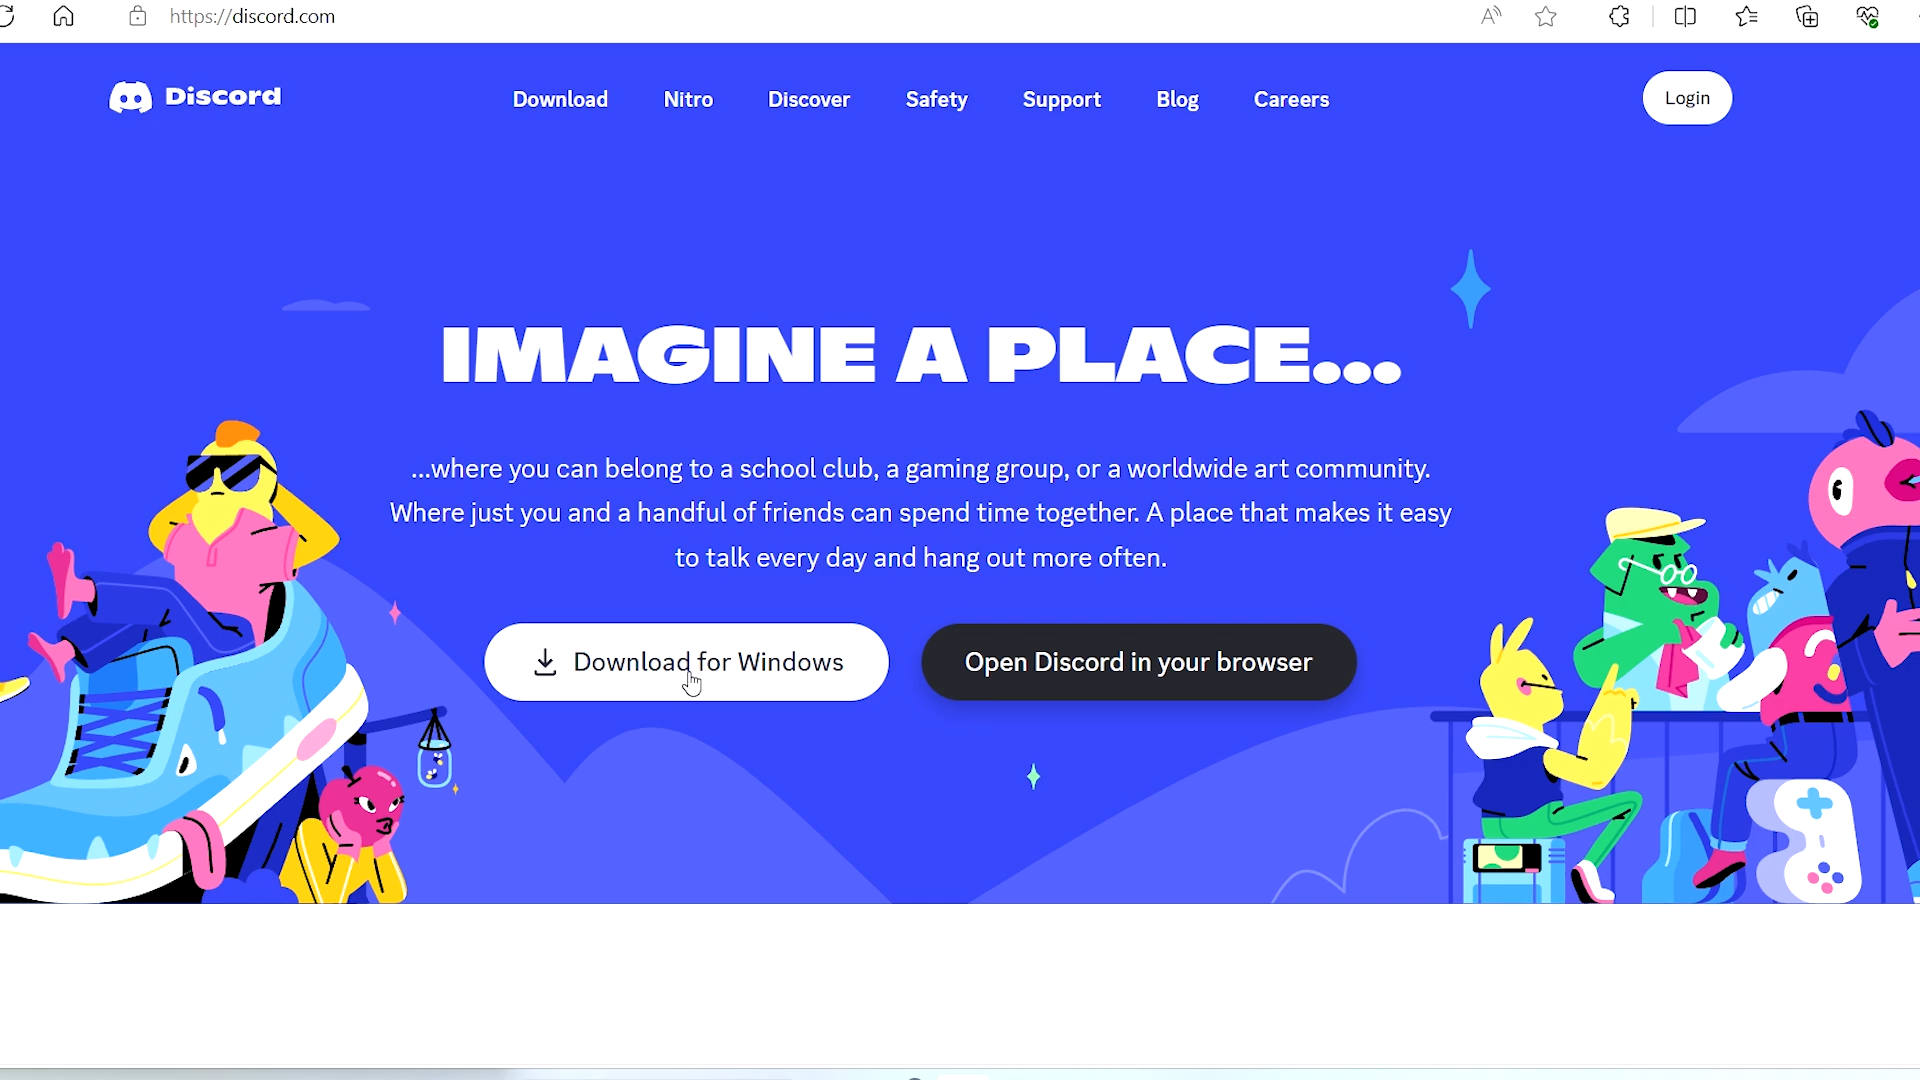 https://discord.com
Discord
Download
Nitro
Discover
Safety
Support
Blog
Careers
Login
IMAGINE A PLACE...
...where you can belong to a school club, a gaming group, or a worldwide art community.
Where just you and a handful of friends can spend time together. A place that makes it easy
to talk every day and hang out more often.
Download for Windows
Open Discord in your browser